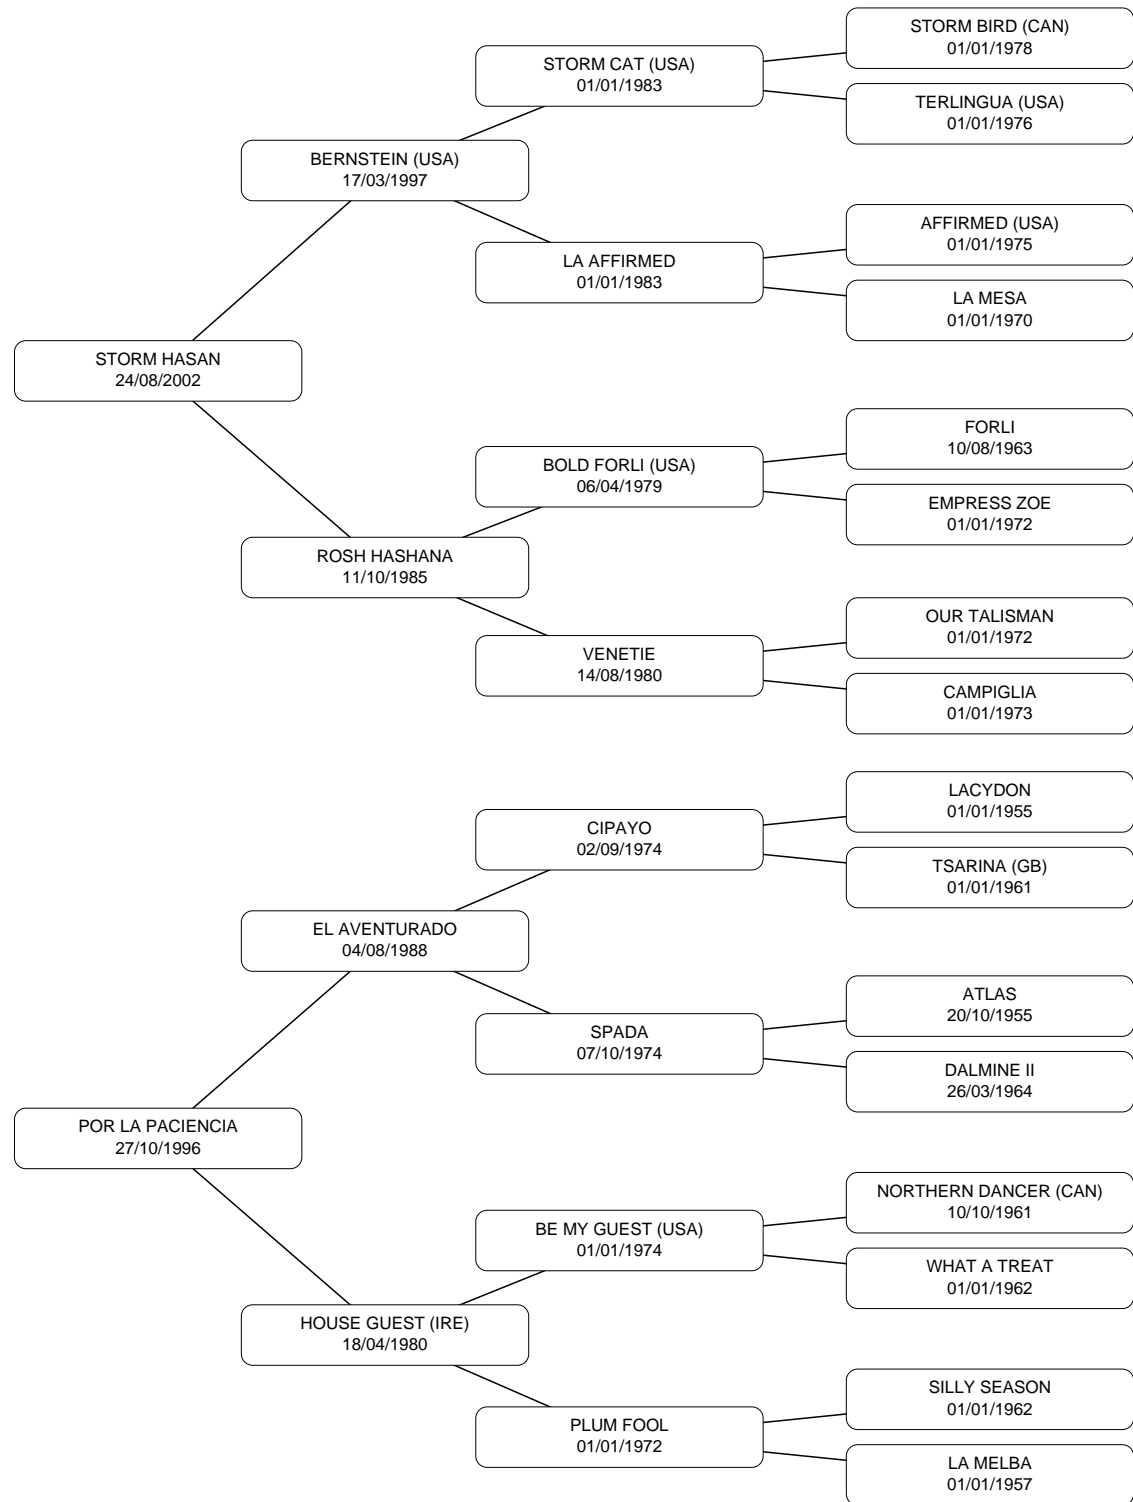 STORM BIRD (CAN)
01/01/1978
STORM CAT (USA)
01/01/1983
TERLINGUA (USA)
01/01/1976
BERNSTEIN (USA)
17/03/1997
AFFIRMED (USA)
01/01/1975
LA AFFIRMED
01/01/1983
LA MESA
01/01/1970
STORM HASAN
24/08/2002
FORLI
10/08/1963
BOLD FORLI (USA)
06/04/1979
EMPRESS ZOE
01/01/1972
ROSH HASHANA
11/10/1985
OUR TALISMAN
01/01/1972
VENETIE
14/08/1980
CAMPIGLIA
01/01/1973
LACYDON
01/01/1955
CIPAYO
02/09/1974
TSARINA (GB)
01/01/1961
EL AVENTURADO
04/08/1988
ATLAS
20/10/1955
SPADA
07/10/1974
DALMINE II
26/03/1964
POR LA PACIENCIA
27/10/1996
NORTHERN DANCER (CAN)
10/10/1961
BE MY GUEST (USA)
01/01/1974
WHAT A TREAT
01/01/1962
HOUSE GUEST (IRE)
18/04/1980
SILLY SEASON
01/01/1962
PLUM FOOL
01/01/1972
LA MELBA
01/01/1957